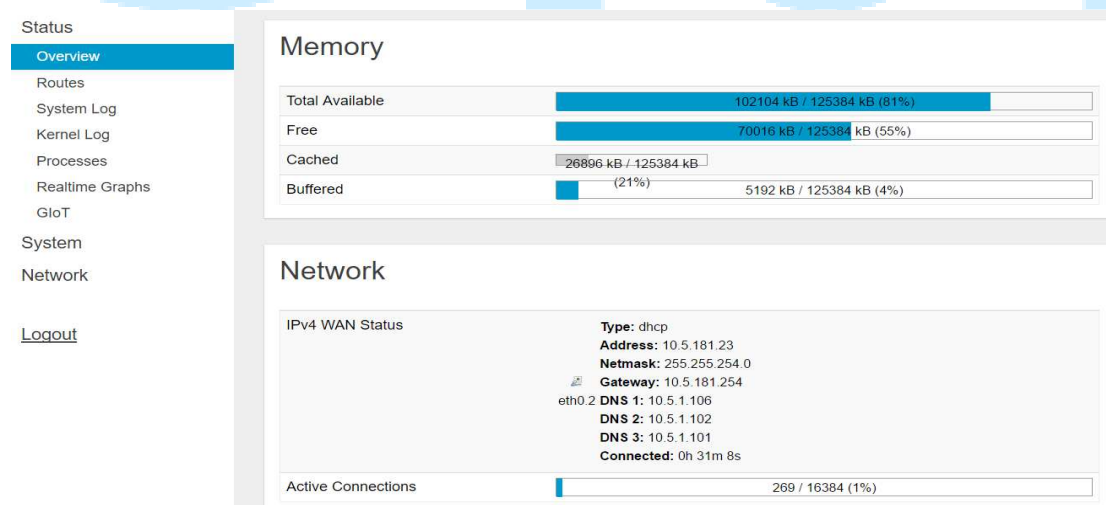 Status
Overview
Routes
System Log
Kernel Log
Processes
Realtime Graphs
GIoT
System
Network
Logout
Memory
Total Available 102104 kB / 125384 kB (81%)
Free 70016 kB / 125384 kB (55%)
Cached 26896 kB / 125384 kB
(21%)
Buffered 5192 kB / 125384 kB (4%)
Network
IPv4 WAN Status Type: dhcp
Address: 10.5.181.23
Netmask: 255.255.254.0
Gateway: 10.5.181.254
eth0.2 DNS 1: 10.5.1.106
DNS 2: 10.5.1.102
DNS 3: 10.5.1.101
Connected: 0h 31m 8s
Active Connections 269 / 16384 (1%)